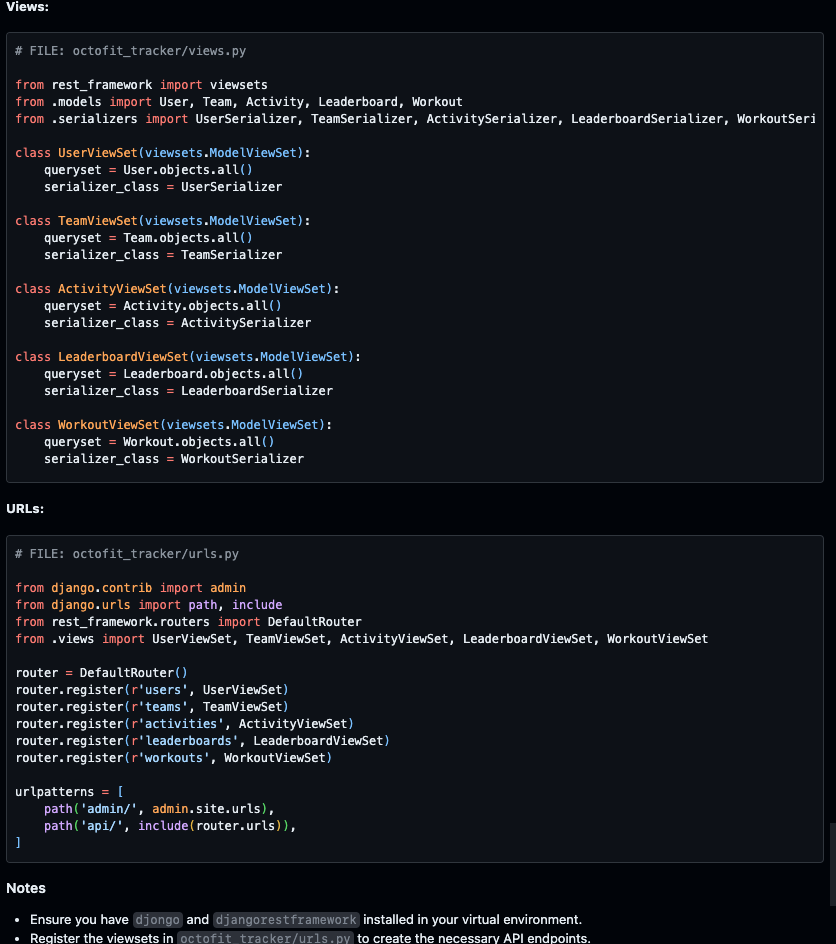 Views:
# FILE: octofit_tracker/views.py
from rest_framework import viewsets
from .models import User, Team, Activity, Leaderboard, Workout
from .serializers import UserSerializer, TeamSerializer, ActivitySerializer, LeaderboardSerializer, WorkoutSeri
class UserViewSet(viewsets.ModelViewSet):
    queryset = User.objects.all()
    serializer_class = UserSerializer
class TeamViewSet(viewsets.ModelViewSet):
    queryset = Team.objects.all()
    serializer_class = TeamSerializer
class ActivityViewSet(viewsets.ModelViewSet):
    queryset = Activity.objects.all()
    serializer_class = ActivitySerializer
class LeaderboardViewSet(viewsets.ModelViewSet):
    queryset = Leaderboard.objects.all()
    serializer_class = LeaderboardSerializer
class WorkoutViewSet(viewsets.ModelViewSet):
    queryset = Workout.objects.all()
    serializer_class = WorkoutSerializer
URLs:
# FILE: octofit_tracker/urls.py
from django.contrib import admin
from django.urls import path, include
from rest_framework.routers import DefaultRouter
from .views import UserViewSet, TeamViewSet, ActivityViewSet, LeaderboardViewSet, WorkoutViewSet
router = DefaultRouter()
router.register(r'users', UserViewSet)
router.register(r'teams', TeamViewSet)
router.register(r'activities', ActivityViewSet)
router.register(r'leaderboards', LeaderboardViewSet)
router.register(r'workouts', WorkoutViewSet)
urlpatterns = [
    path('admin/', admin.site.urls),
    path('api/', include(router.urls)),
]
Notes
• Ensure you have djongo and djangorestframework installed in your virtual environment.
• Register the viewsets in octofit_tracker/urls.py to create the necessary API endpoints.